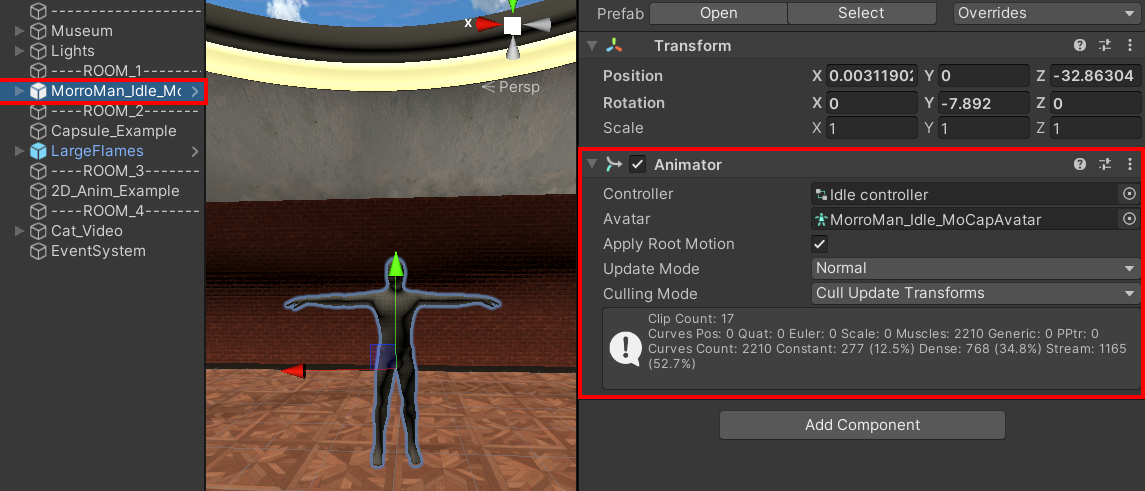 ----ROOM_1-------
Museum
Lights
----ROOM_1-------
MorroMan_Idle_Mc
----ROOM_2-------
Capsule_Example
LargeFlames
----ROOM_3-------
2D_Anim_Example
----ROOM_4-------
Cat_Video
EventSystem
x
Persp
Prefab Open Select Overrides
Transform
Position X 0.00311902 Y 0 Z -32.86304
Rotation X 0 Y -7.892 Z 0
Scale X 1 Y 1 Z 1
Animator
Controller Idle controller
Avatar MorroMan_Idle_MoCapAvatar
Apply Root Motion
Update Mode Normal
Culling Mode Cull Update Transforms
Clip Count: 17
Curves Pos: 0 Quat: 0 Euler: 0 Scale: 0 Muscles: 2210 Generic: 0 PPtr: 0
Curves Count: 2210 Constant: 277 (12.5%) Dense: 768 (34.8%) Stream: 1165
(52.7%)
Add Component